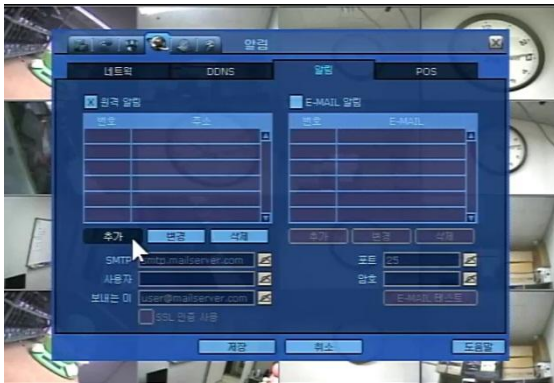 알림
네트웍 DDNS 알림 POS
X 원격 알림 E-MAIL 알림
번호 주소 번호 E-MAIL
추가 변경 삭제 추가 변경 삭제
SMTP smtp.mailserver.com 포트 25
사용자 암호
보내는 이 user@mailserver.com E-MAIL 테스트
SSL 인증 사용
저장 취소 도움말